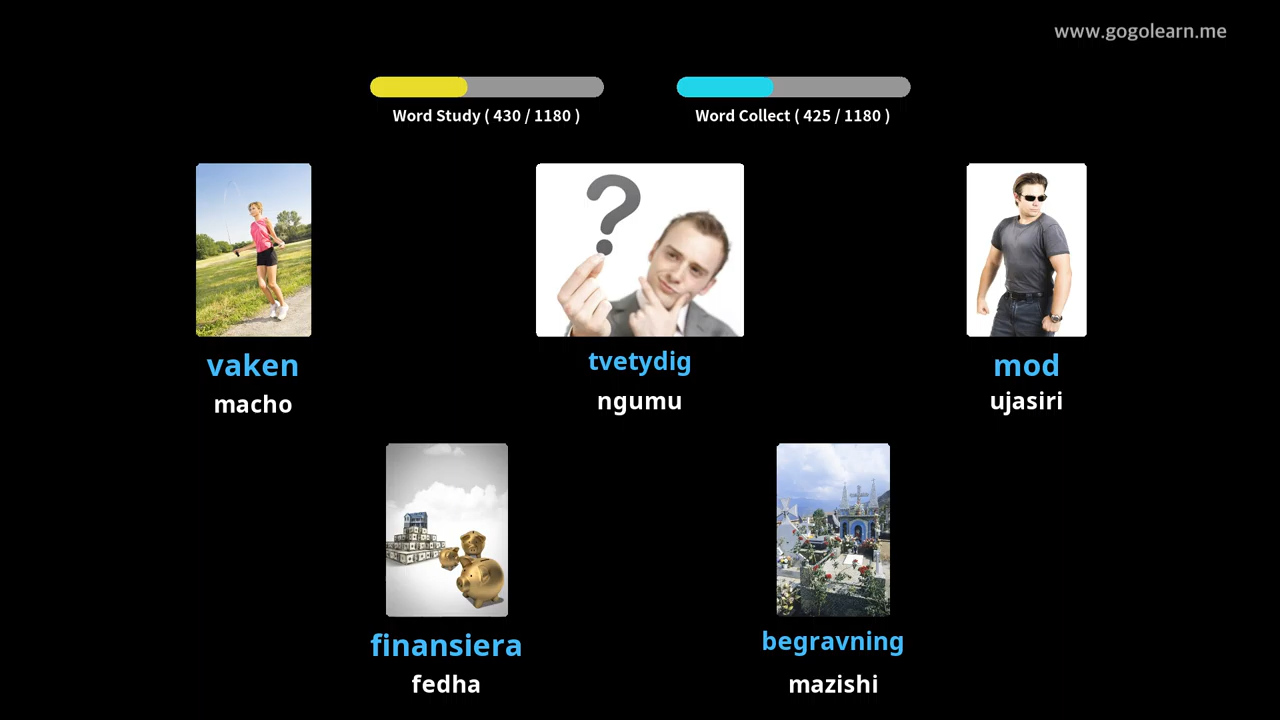 www.gogolearn.me
Word Study ( 430 / 1180 )
Word Collect ( 425 / 1180 )
vaken
macho
tvetydig
ngumu
mod
ujasiri
finansiera
fedha
begravning
mazishi